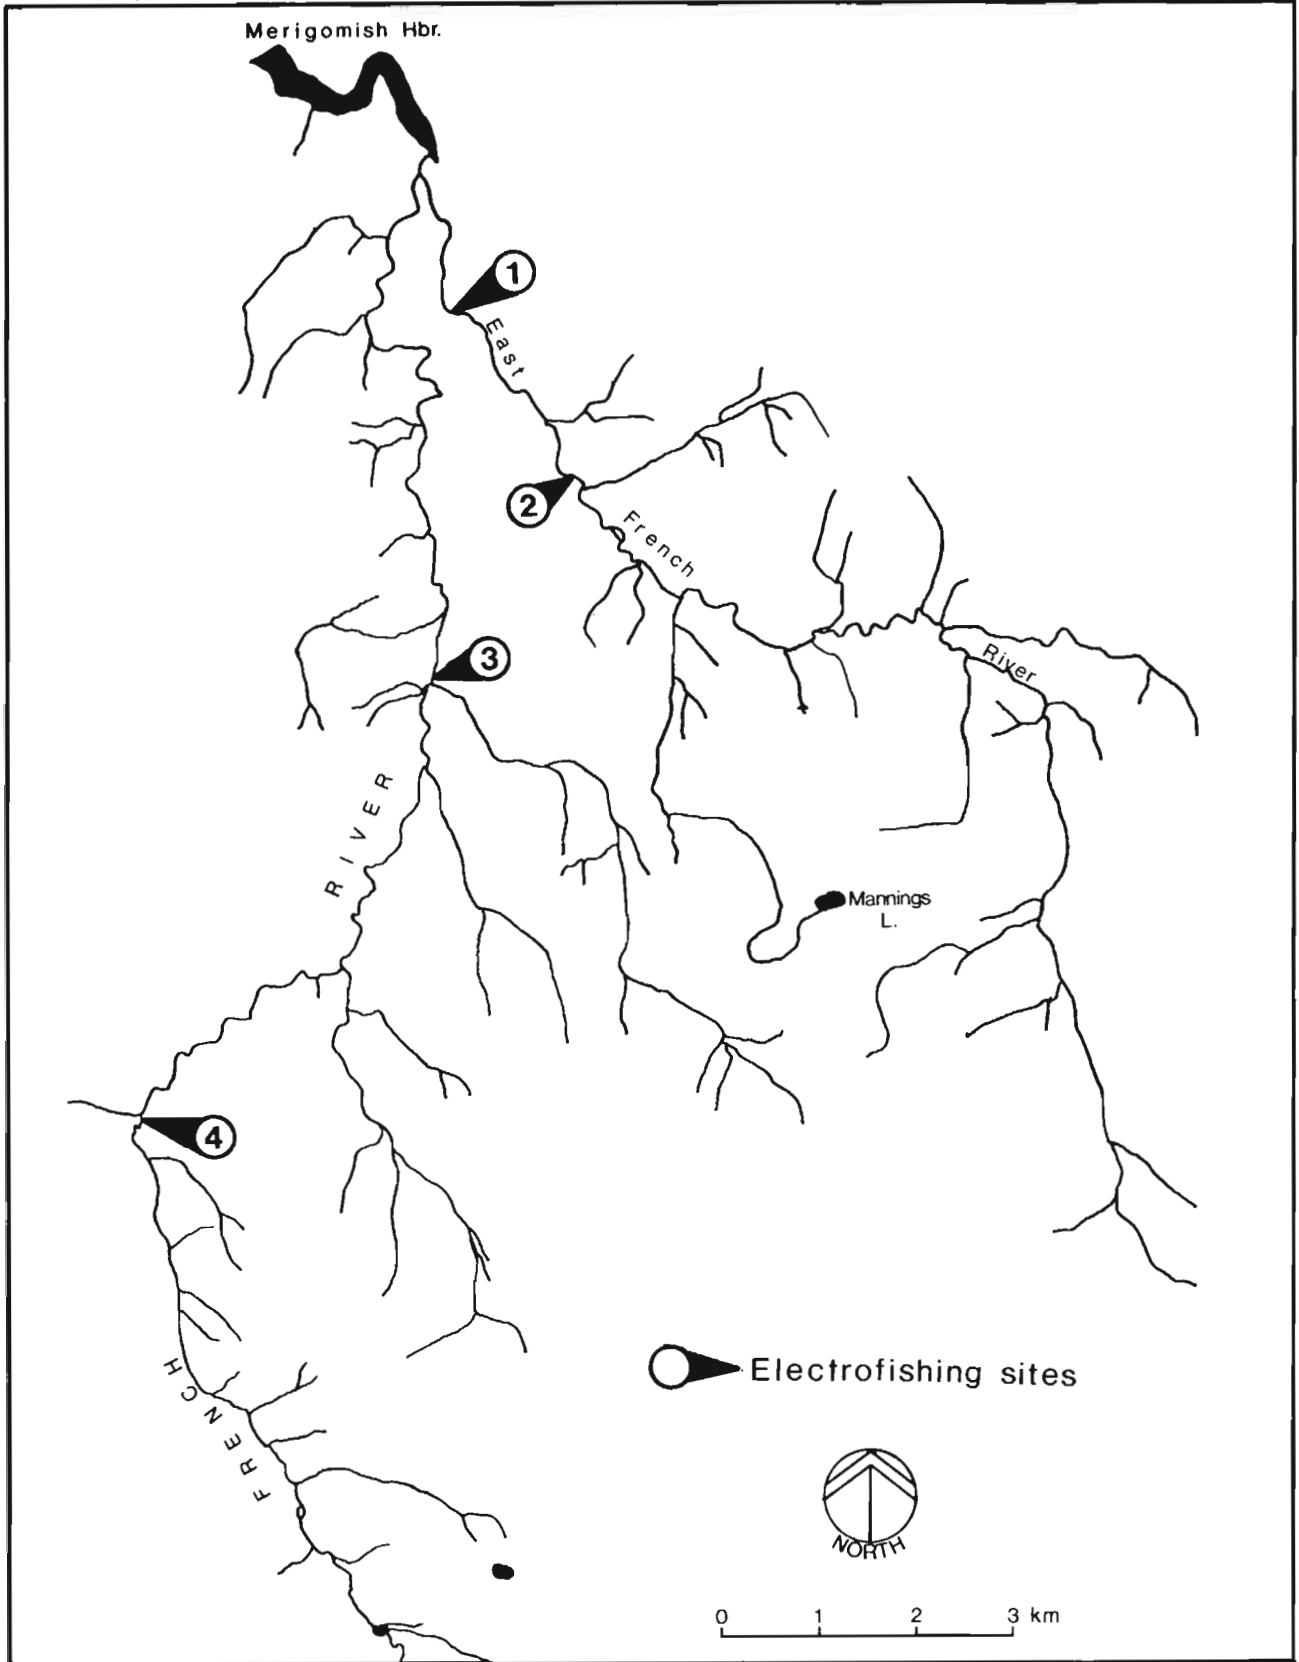 Merigomish Hbr.
1
East
2
French
3
River
RIVER
Mannings
L.
4
FRENCH
Electrofishing sites
NORTH
0 1 2 3 km